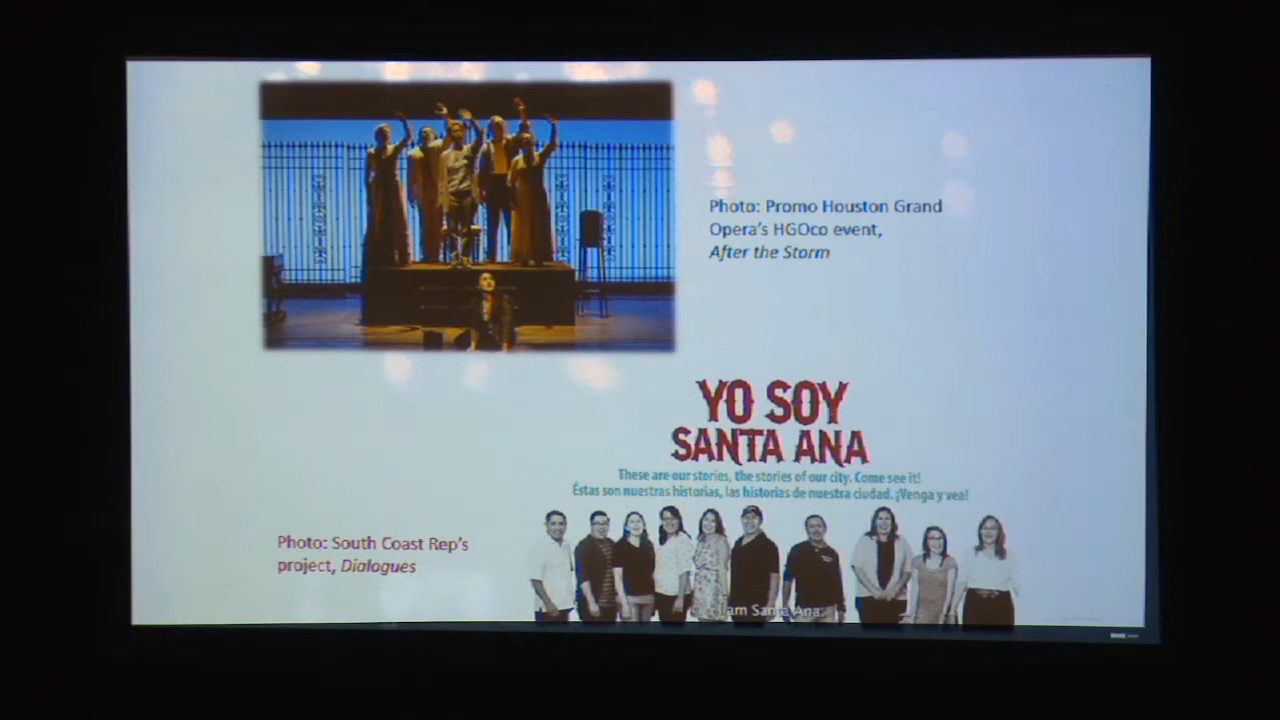 Photo: Promo Houston Grand
Opera's HGOco event,
After the Storm
YO SOY
SANTA ANA
These are our stories, the stories of our city. Come see it!
Éstas son nuestras historias, las historias de nuestra ciudad. ¡Venga y vea!
Photo: South Coast Rep's
project, Dialogues
I am Santa Ana